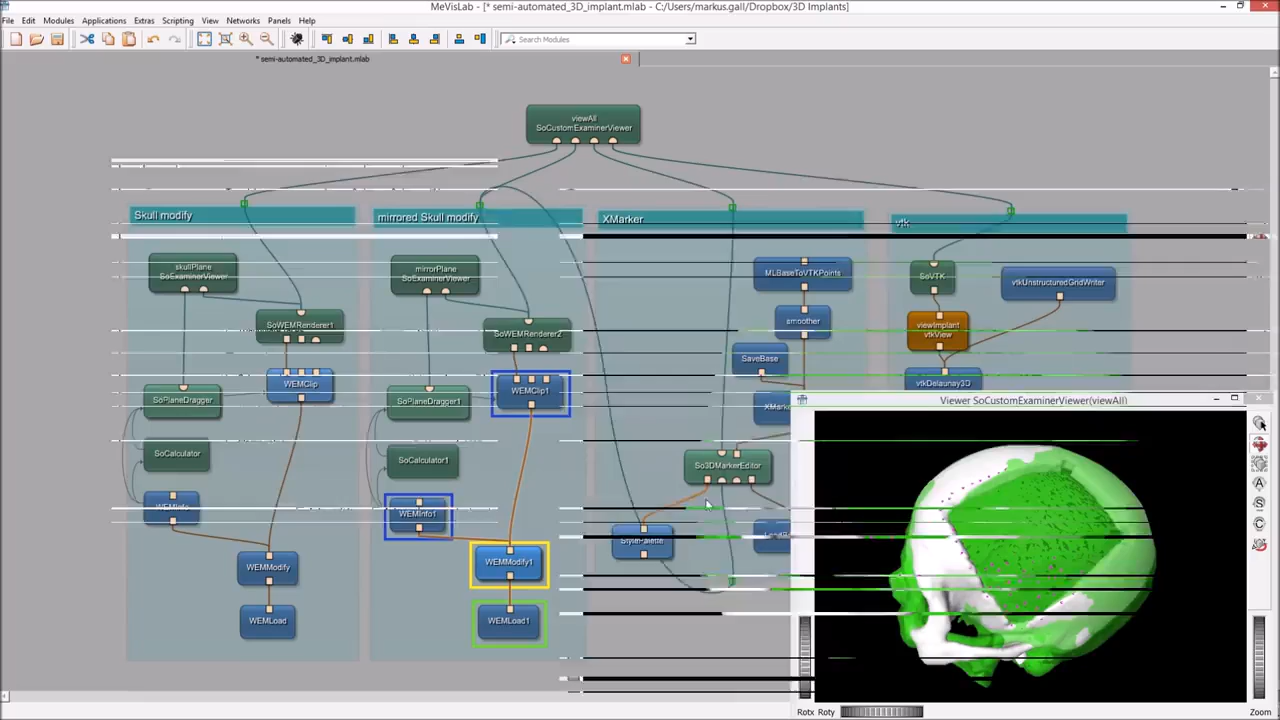 MeVisLab - [* semi-automated_3D_implant.mlab - C:/Users/markus.gall/Dropbox/3D Implants]
File Edit Modules Applications Extras Scripting View Networks Panels Help
Search Modules
* semi-automated_3D_implant.mlab
viewAll
SoCustomExaminerViewer
Skull modify
mirrored Skull modify
XMarker
vtk
skullPlane
SoExaminerViewer
mirrorPlane
SoExaminerViewer
MLBaseToVTKPoints
SoVTK
vtkUnstructuredGridWriter
SoWEMRenderer1
SoWEMRenderer2
smoother
viewImplant
vtkView
SaveBase
WEMClip
WEMClip1
vtkDelaunay3D
SoPlaneDragger
SoPlaneDragger1
Viewer SoCustomExaminerViewer(viewAll)
SoCalculator
SoCalculator1
So3DMarkerEditor
WEMInfo
WEMInfo1
StylePalette
WEMModify
WEMModify1
WEMLoad
WEMLoad1
A
S
C
Rotx Roty
Zoom